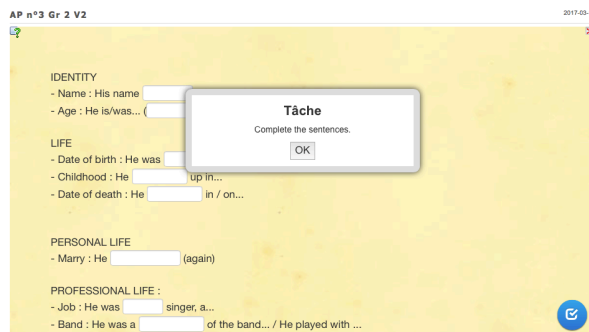 AP n°3 Gr 2 V2
2017-03-
IDENTITY
- Name : His name
- Age : He is/was... (
Tâche
Complete the sentences.
OK
LIFE
- Date of birth : He was
- Childhood : He up in...
- Date of death : He in / on...
PERSONAL LIFE
- Marry : He (again)
PROFESSIONAL LIFE :
- Job : He was singer, a...
- Band : He was a of the band... / He played with ...